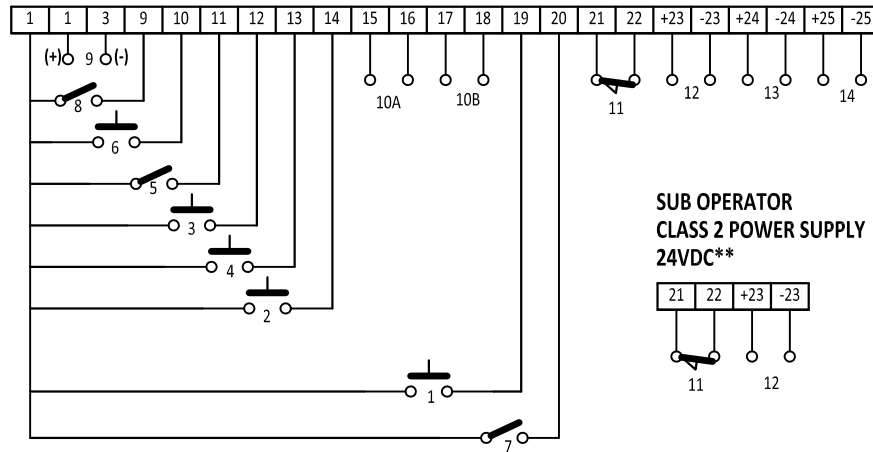 1 1 3 9 10 11 12 13 14 15 16 17 18 19 20 21 22 +23 -23 +24 -24 +25 -25
(+) 9 (-)
10A 10B 11 12 13 14
8
6
5
3
4
2
1
7
SUB OPERATOR
CLASS 2 POWER SUPPLY
24VDC**
21 22 +23 -23
11 12